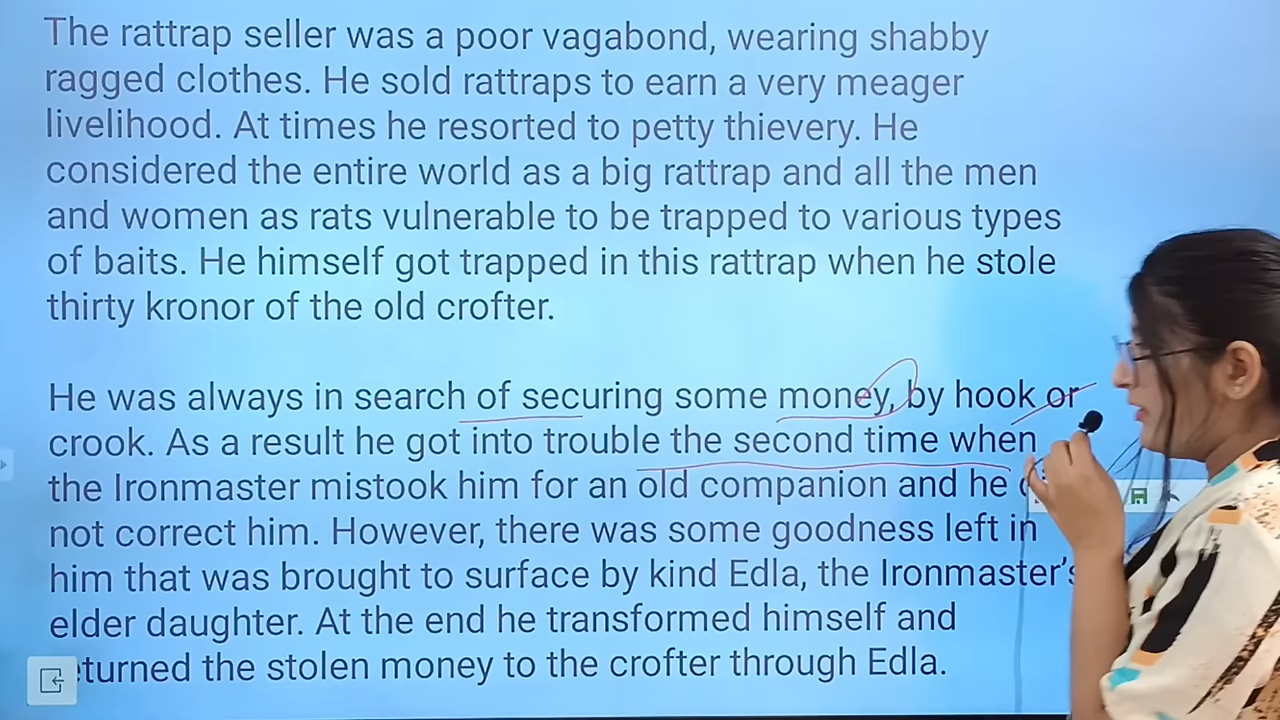 The rattrap seller was a poor vagabond, wearing shabby
ragged clothes. He sold rattraps to earn a very meager
livelihood. At times he resorted to petty thievery. He
considered the entire world as a big rattrap and all the men
and women as rats vulnerable to be trapped to various types
of baits. He himself got trapped in this rattrap when he stole
thirty kronor of the old crofter.
He was always in search of securing some money, by hook or
crook. As a result he got into trouble the second time when
the Ironmaster mistook him for an old companion and he
not correct him. However, there was some goodness left in
him that was brought to surface by kind Edla, the Ironmaster's
elder daughter. At the end he transformed himself and
the stolen money to the crofter through Edla.